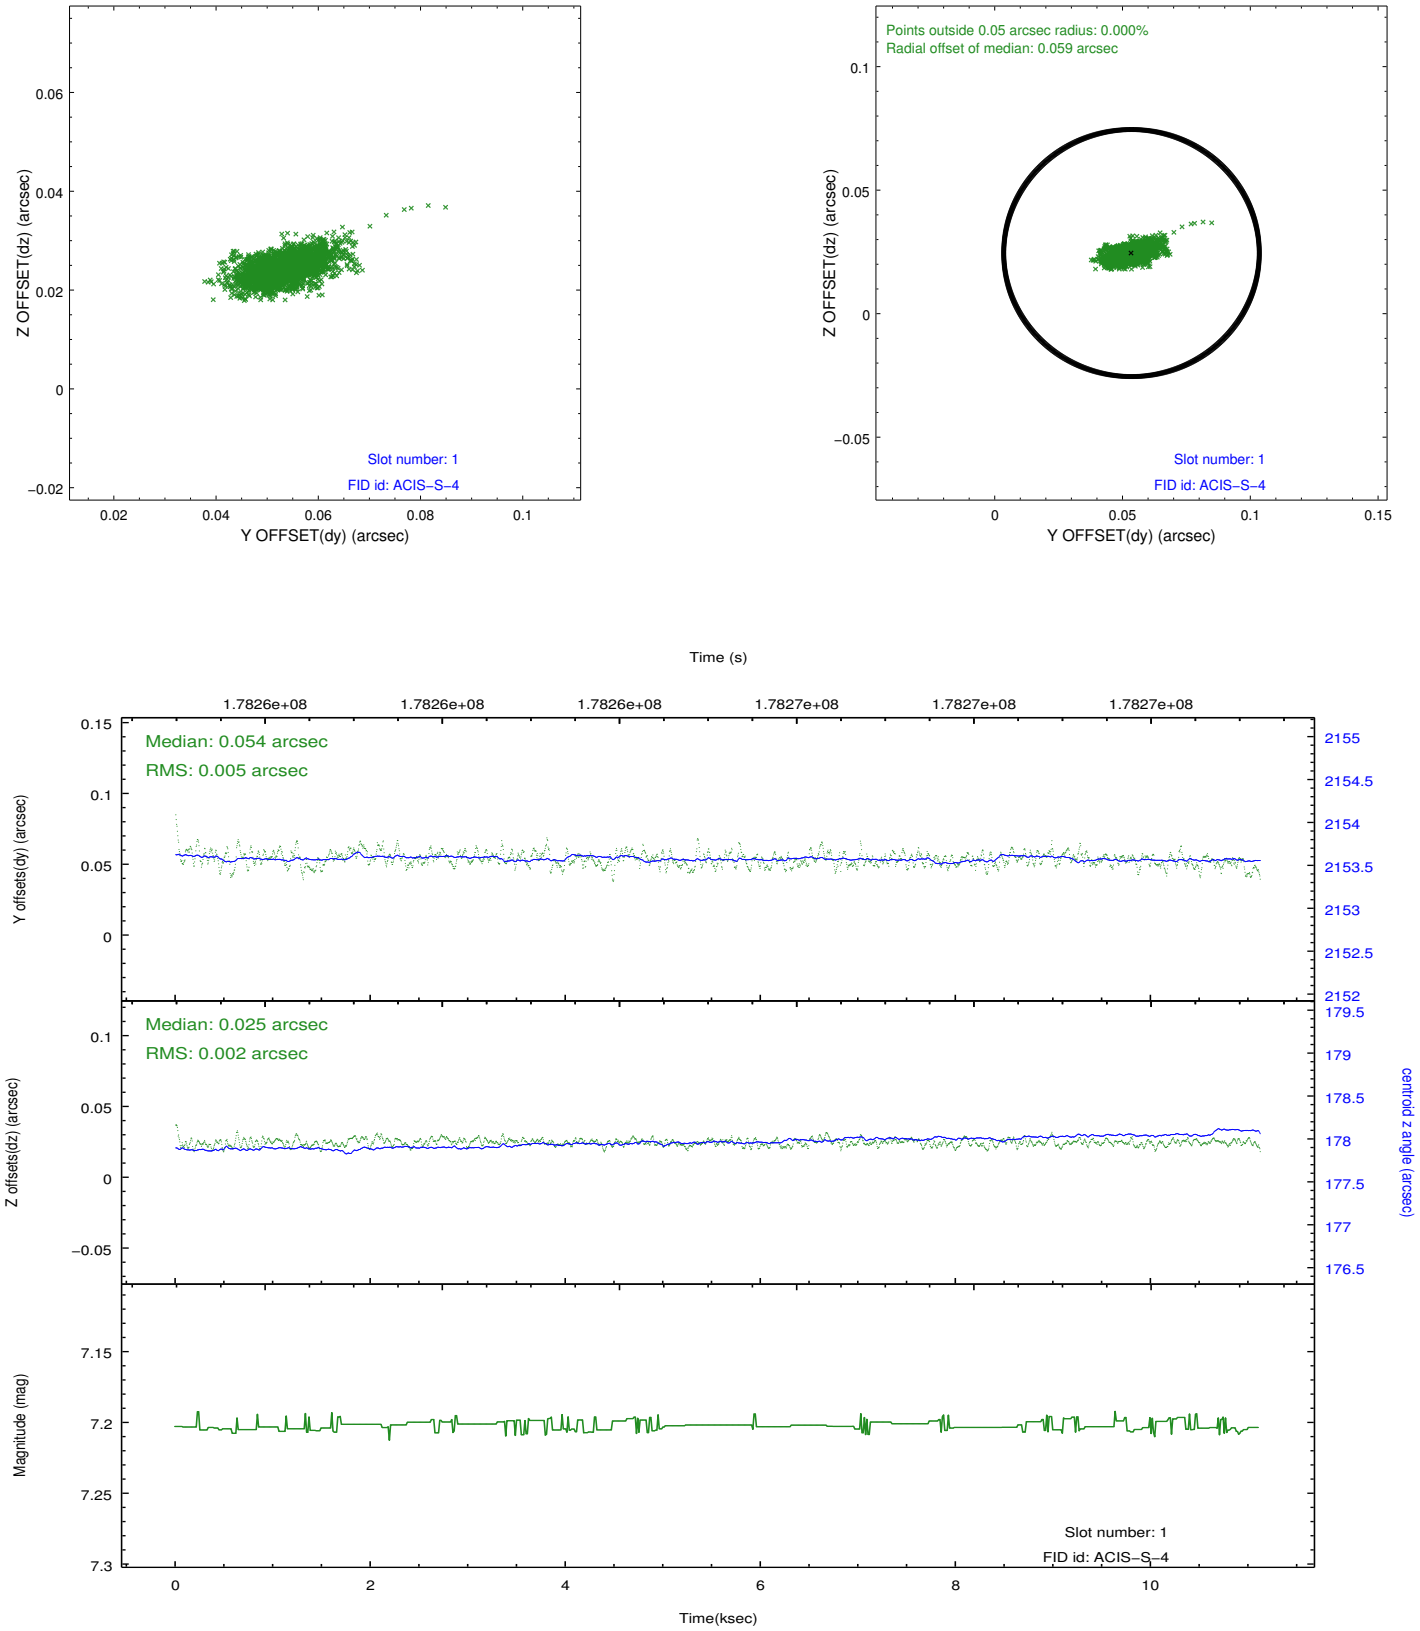 0.06
0.04
0.02
0
−0.02
0.02
0.04
0.06
0.08
0.1
Z OFFSET(dz) (arcsec)
Y OFFSET(dy) (arcsec)
Slot number: 1
FID id: ACIS−S−4
Points outside 0.05 arcsec radius: 0.000%
Radial offset of median: 0.059 arcsec
0.1
0.05
0
−0.05
0
0.05
0.1
0.15
Z OFFSET(dz) (arcsec)
Y OFFSET(dy) (arcsec)
Slot number: 1
FID id: ACIS−S−4
Time (s)
1.7826e+08
1.7826e+08
1.7826e+08
1.7827e+08
1.7827e+08
1.7827e+08
Median: 0.054 arcsec
RMS: 0.005 arcsec
0.15
0.1
0.05
0
Y offsets(dy) (arcsec)
2155
2154.5
2154
2153.5
2153
2152.5
2152
Median: 0.025 arcsec
RMS: 0.002 arcsec
0.1
0.05
0
−0.05
Z offsets(dz) (arcsec)
179.5
179
178.5
178
177.5
177
176.5
centroid z angle (arcsec)
7.15
7.2
7.25
7.3
Magnitude (mag)
Slot number: 1
FID id: ACIS−S−4
0
2
4
6
8
10
Time(ksec)